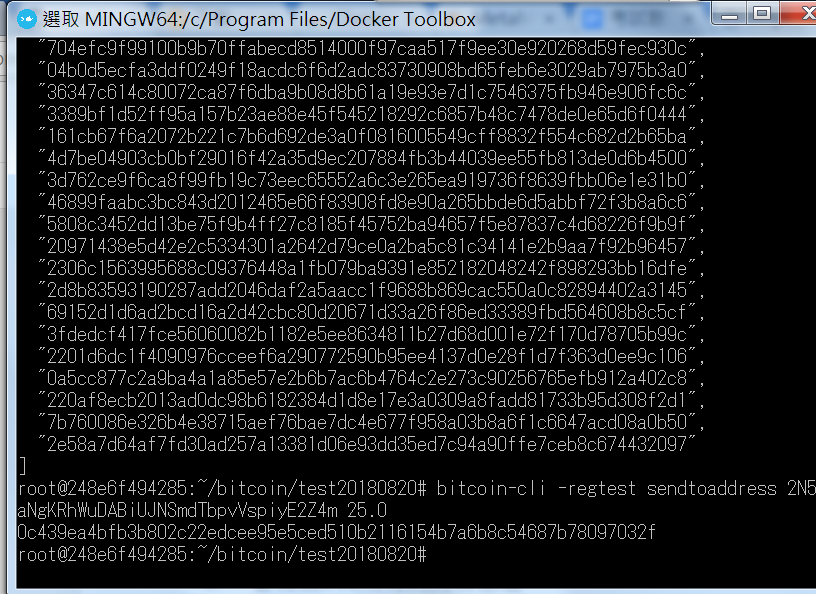 選取 MINGW64:/c/Program Files/Docker Toolbox
"704efc9f99100b9b70ffabecd8514000f97caa517f9ee30e920268d59fec930c",
"04b0d5ecfa3ddf0249f18acdc6f6d2adc83730908bd65feb6e3029ab7975b3a0",
"36347c614c80072ca87f6dba9b08d8b61a19e93e7d1c7546375fb946e906fc6c",
"3389bf1d52ff95a157b23ae88e45f545218292c6857b48c7478de0e65d6f0444",
"161cb67f6a2072b221c7b6d692de3a0f0816005549cff8832f554c682d2b65ba",
"4d7be04903cb0bf29016f42a35d9ec207884fb3b44039ee55fb813de0d6b4500",
"3d762ce9f6ca8f99fb19c73eec65552a6c3e265ea919736f8639fbb06e1e31b0",
"46899faabc3bc843d2012465e66f83908fd8e90a265bbde6d5abbf72f3b8a6c6",
"5808c3452dd13be75f9b4ff27c8185f45752ba94657f5e87837c4d68226f9b9f",
"20971438e5d42e2c5334301a2642d79ce0a2ba5c81c34141e2b9aa7f92b96457",
"2306c1563995688c09376448a1fb079ba9391e852182048242f898293bb16dfe",
"2d8b83593190287add2046daf2a5aacc1f9688b869cac550a0c82894402a3145",
"69152d1d6ad2bcd16a2d42cbc80d20671d33a26f86ed33389fbd564608b8c5cf",
"3fdedcf417fce56060082b1182e5ee8634811b27d68d001e72f170d78705b99c",
"2201d6dc1f4090976cceef6a290772590b95ee4137d0e28f1d7f363d0ee9c106",
"0a5cc877c2a9ba4a1a85e57e2b6b7ac6b4764c2e273c90256765efb912a402c8",
"220af8ecb2013ad0dc98b6182384d1d8e17e3a0309a8fadd81733b95d308f2d1",
"7b760086e326b4e38715aef76bae7dc4e677f958a03b8a6f1c6647acd08a0b50",
"2e58a7d64af7fd30ad257a13381d06e93dd35ed7c94a90ffe7ceb8c674432097"
]
root@248e6f494285:~/bitcoin/test20180820# bitcoin-cli -regtest sendtoaddress 2N5
aNgKRhWuDABiUJNSmdTbpvVspiyE2Z4m 25.0
0c439ea4bfb3b802c22edcee95e5ced510b2116154b7a6b8c54687b78097032f
root@248e6f494285:~/bitcoin/test20180820#